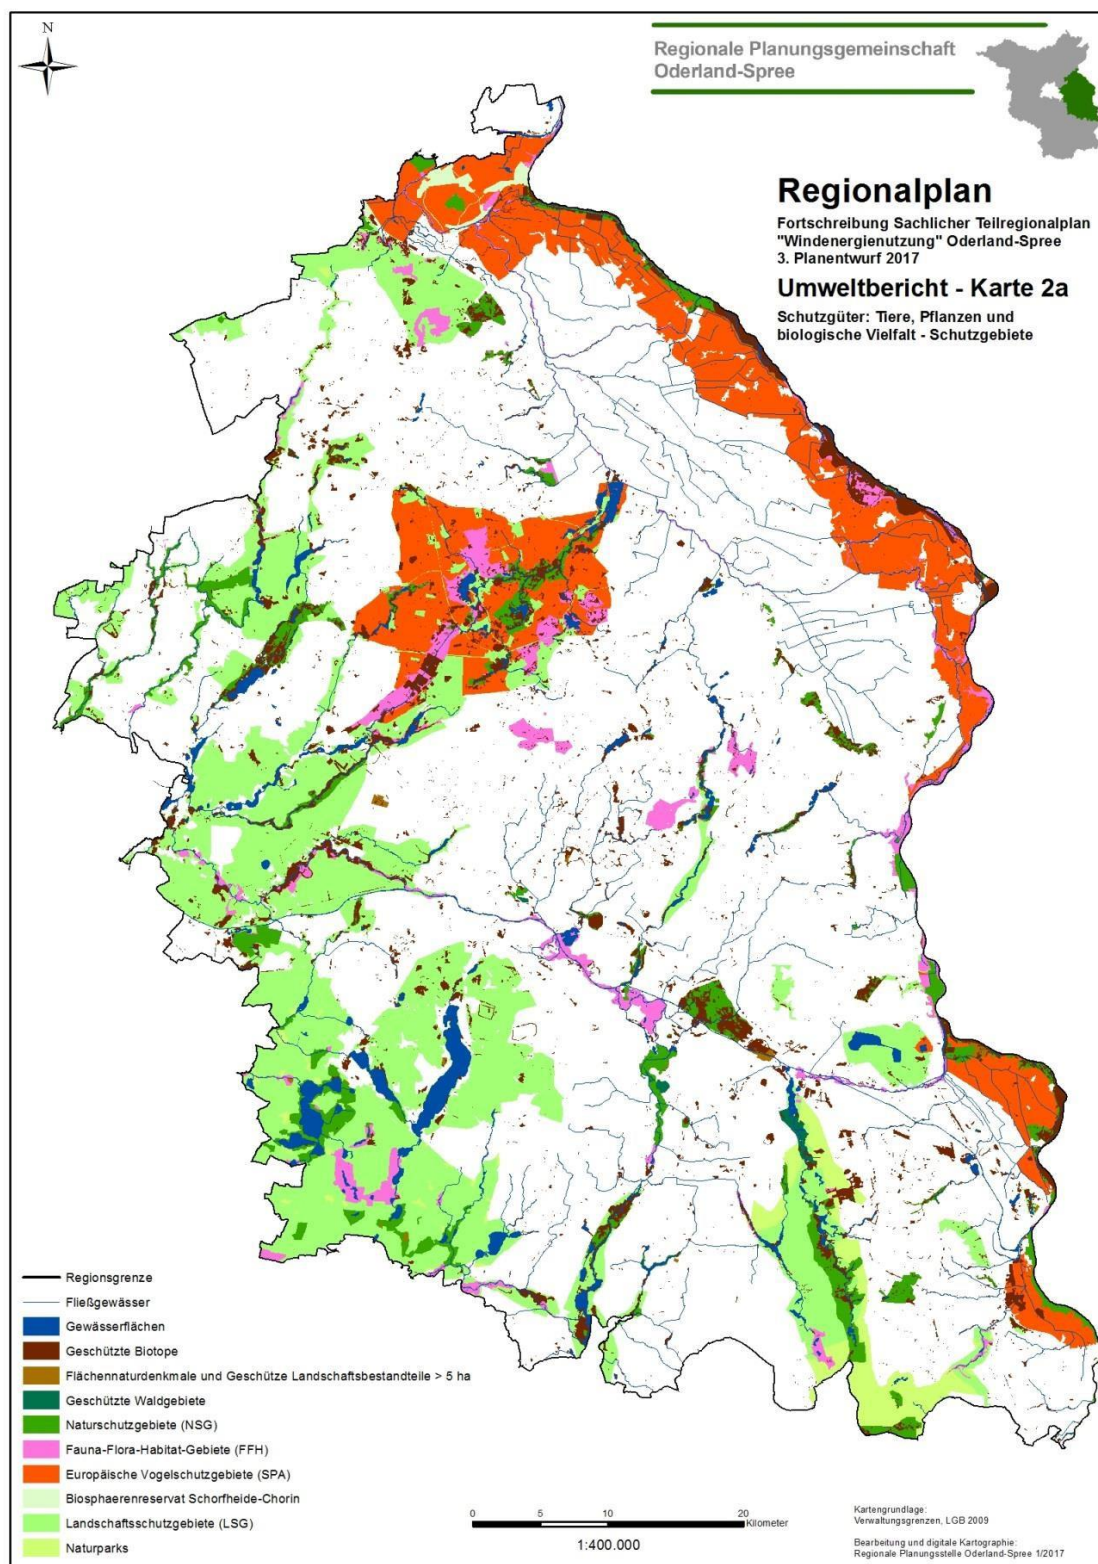 N
Regionale Planungsgemeinschaft
Oderland-Spree
Regionalplan
Fortschreibung Sachlicher Teilregionalplan
"Windenergienutzung" Oderland-Spree
3. Planentwurf 2017
Umweltbericht - Karte 2a
Schutzgüter: Tiere, Pflanzen und
biologische Vielfalt - Schutzgebiete
Regionsgrenze
Fließgewässer
Gewässerflächen
Geschützte Biotope
Flächennaturdenkmale und Geschütze Landschaftsbestandteile > 5 ha
Geschützte Waldgebiete
Naturschutzgebiete (NSG)
Fauna-Flora-Habitat-Gebiete (FFH)
Europäische Vogelschutzgebiete (SPA)
Biosphaerenreservat Schorfheide-Chorin
Landschaftsschutzgebiete (LSG)
Naturparks
0 5 10 20
Kilometer
1:400.000
Kartengrundlage:
Verwaltungsgrenzen, LGB 2009
Bearbeitung und digitale Kartographie:
Regionale Planungsstelle Oderland-Spree 1/2017